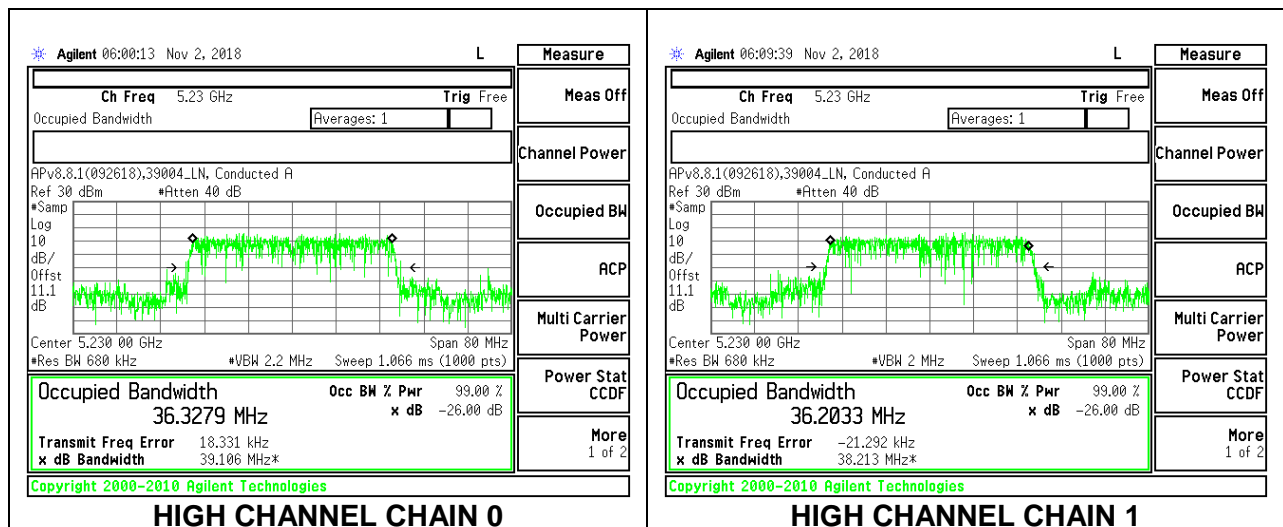 Agilent 06:00:13 Nov 2, 2018 L
Measure
Ch Freq 5.23 GHz Trig Free
Meas Off
Occupied Bandwidth Averages: 1
Channel Power
APv8.8.1(092618),39004_LN, Conducted A
Ref 30 dBm #Atten 40 dB
#Samp
Occupied BW
Log
10
dB/
ACP
Offst
11.1
dB
Multi Carrier
Power
Center 5.230 00 GHz Span 80 MHz
#Res BW 680 kHz #VBW 2.2 MHz Sweep 1.066 ms (1000 pts)
Power Stat
CCDF
Occupied Bandwidth Occ BW % Pwr 99.00 %
36.3279 MHz x dB -26.00 dB
More
1 of 2
Transmit Freq Error 18.331 kHz
x dB Bandwidth 39.106 MHz*
Copyright 2000-2010 Agilent Technologies
HIGH CHANNEL CHAIN 0
Agilent 06:09:39 Nov 2, 2018 L
Measure
Ch Freq 5.23 GHz Trig Free
Meas Off
Occupied Bandwidth Averages: 1
Channel Power
APv8.8.1(092618),39004_LN, Conducted A
Ref 30 dBm #Atten 40 dB
#Samp
Occupied BW
Log
10
dB/
ACP
Offst
11.1
dB
Multi Carrier
Power
Center 5.230 00 GHz Span 80 MHz
#Res BW 680 kHz #VBW 2 MHz Sweep 1.066 ms (1000 pts)
Power Stat
CCDF
Occupied Bandwidth Occ BW % Pwr 99.00 %
36.2033 MHz x dB -26.00 dB
More
1 of 2
Transmit Freq Error -21.292 kHz
x dB Bandwidth 38.213 MHz*
Copyright 2000-2010 Agilent Technologies
HIGH CHANNEL CHAIN 1